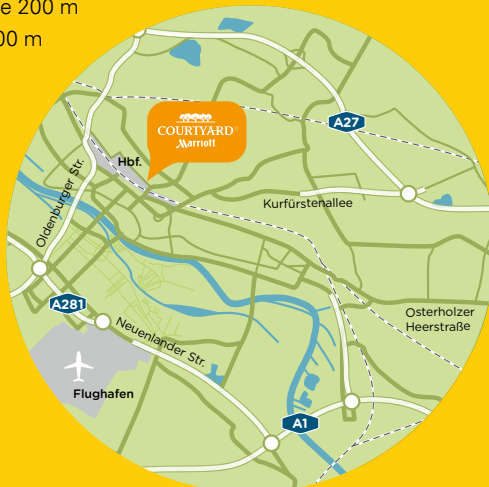 e 200 m
00 m
A27
COURTYARD®
Marriott
Hbf.
Oldenburger Str.
Kurfürstenallee
A281
Neuenlander Str.
Osterholzer
Heerstraße
Flughafen
A1